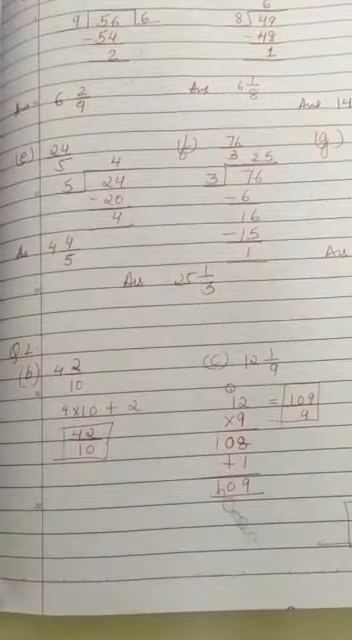 9 56 6
-54
2
Ans = 6 2/9
6
8 49
-48
1
Ans 6 1/8
Ans 14
(e) 24/5
4
5 24
-20
4
Ans 4 4/5
(f) 76/3
25
3 76
-6
16
-15
1
Ans 25 1/3
(g)
Ans
Q2.
(b) 4 2/10
4×10 + 2
42/10
(c) 12 1/9
12 = 109/9
×9
108
+1
109